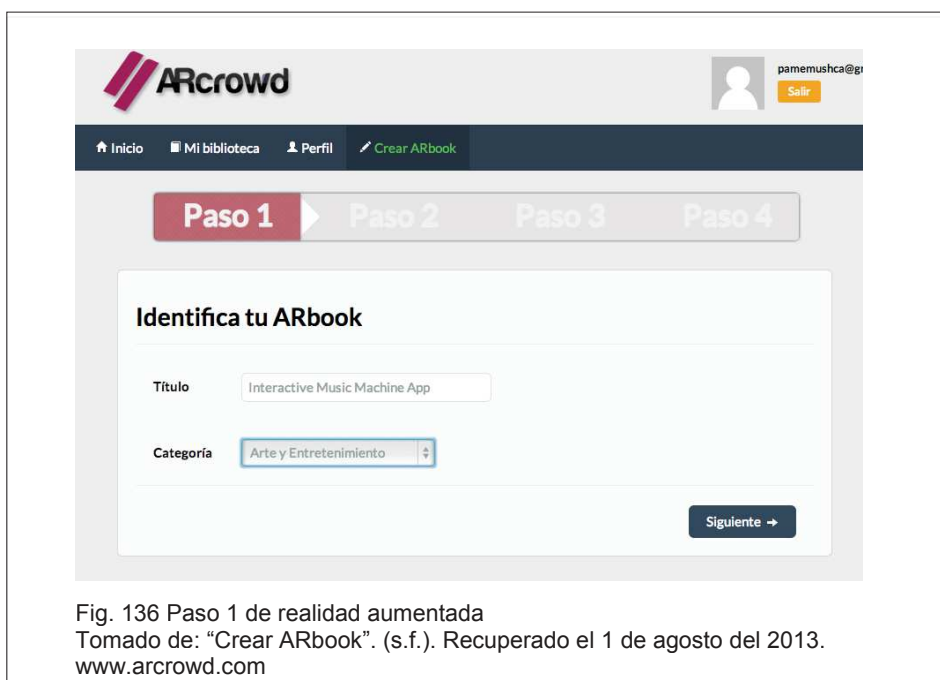 ARcrowd
pamemushca@g
Salir
Inicio Mi biblioteca Perfil Crear ARbook
Paso 1 Paso 2 Paso 3 Paso 4
Identifica tu ARbook
Título Interactive Music Machine App
Categoría Arte y Entretenimiento
Siguiente →
Fig. 136 Paso 1 de realidad aumentada
Tomado de: “Crear ARbook”. (s.f.). Recuperado el 1 de agosto del 2013.
www.arcrowd.com